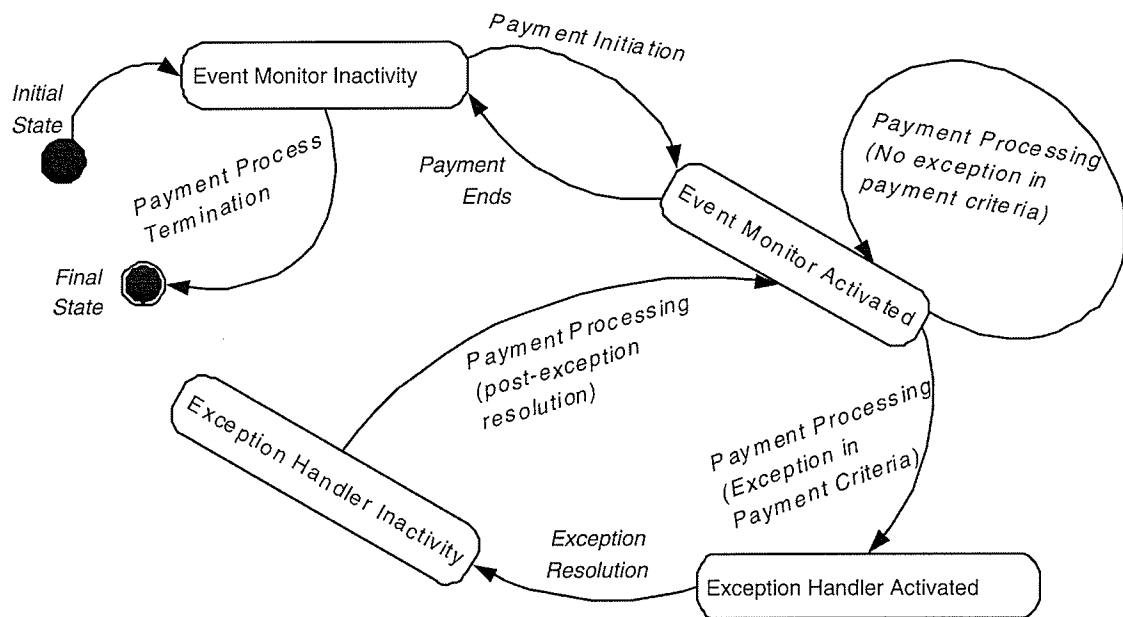 Payment Initiation
Event Monitor Inactivity
Initial
State
Payment Process
Termination
Payment
Ends
Payment Processing
(No exception in
payment criteria)
Event Monitor Activated
Final
State
Payment Processing
(post-exception
resolution)
Payment Processing
(Exception in
Payment Criteria)
Exception Handler Inactivity
Exception
Resolution
Exception Handler Activated